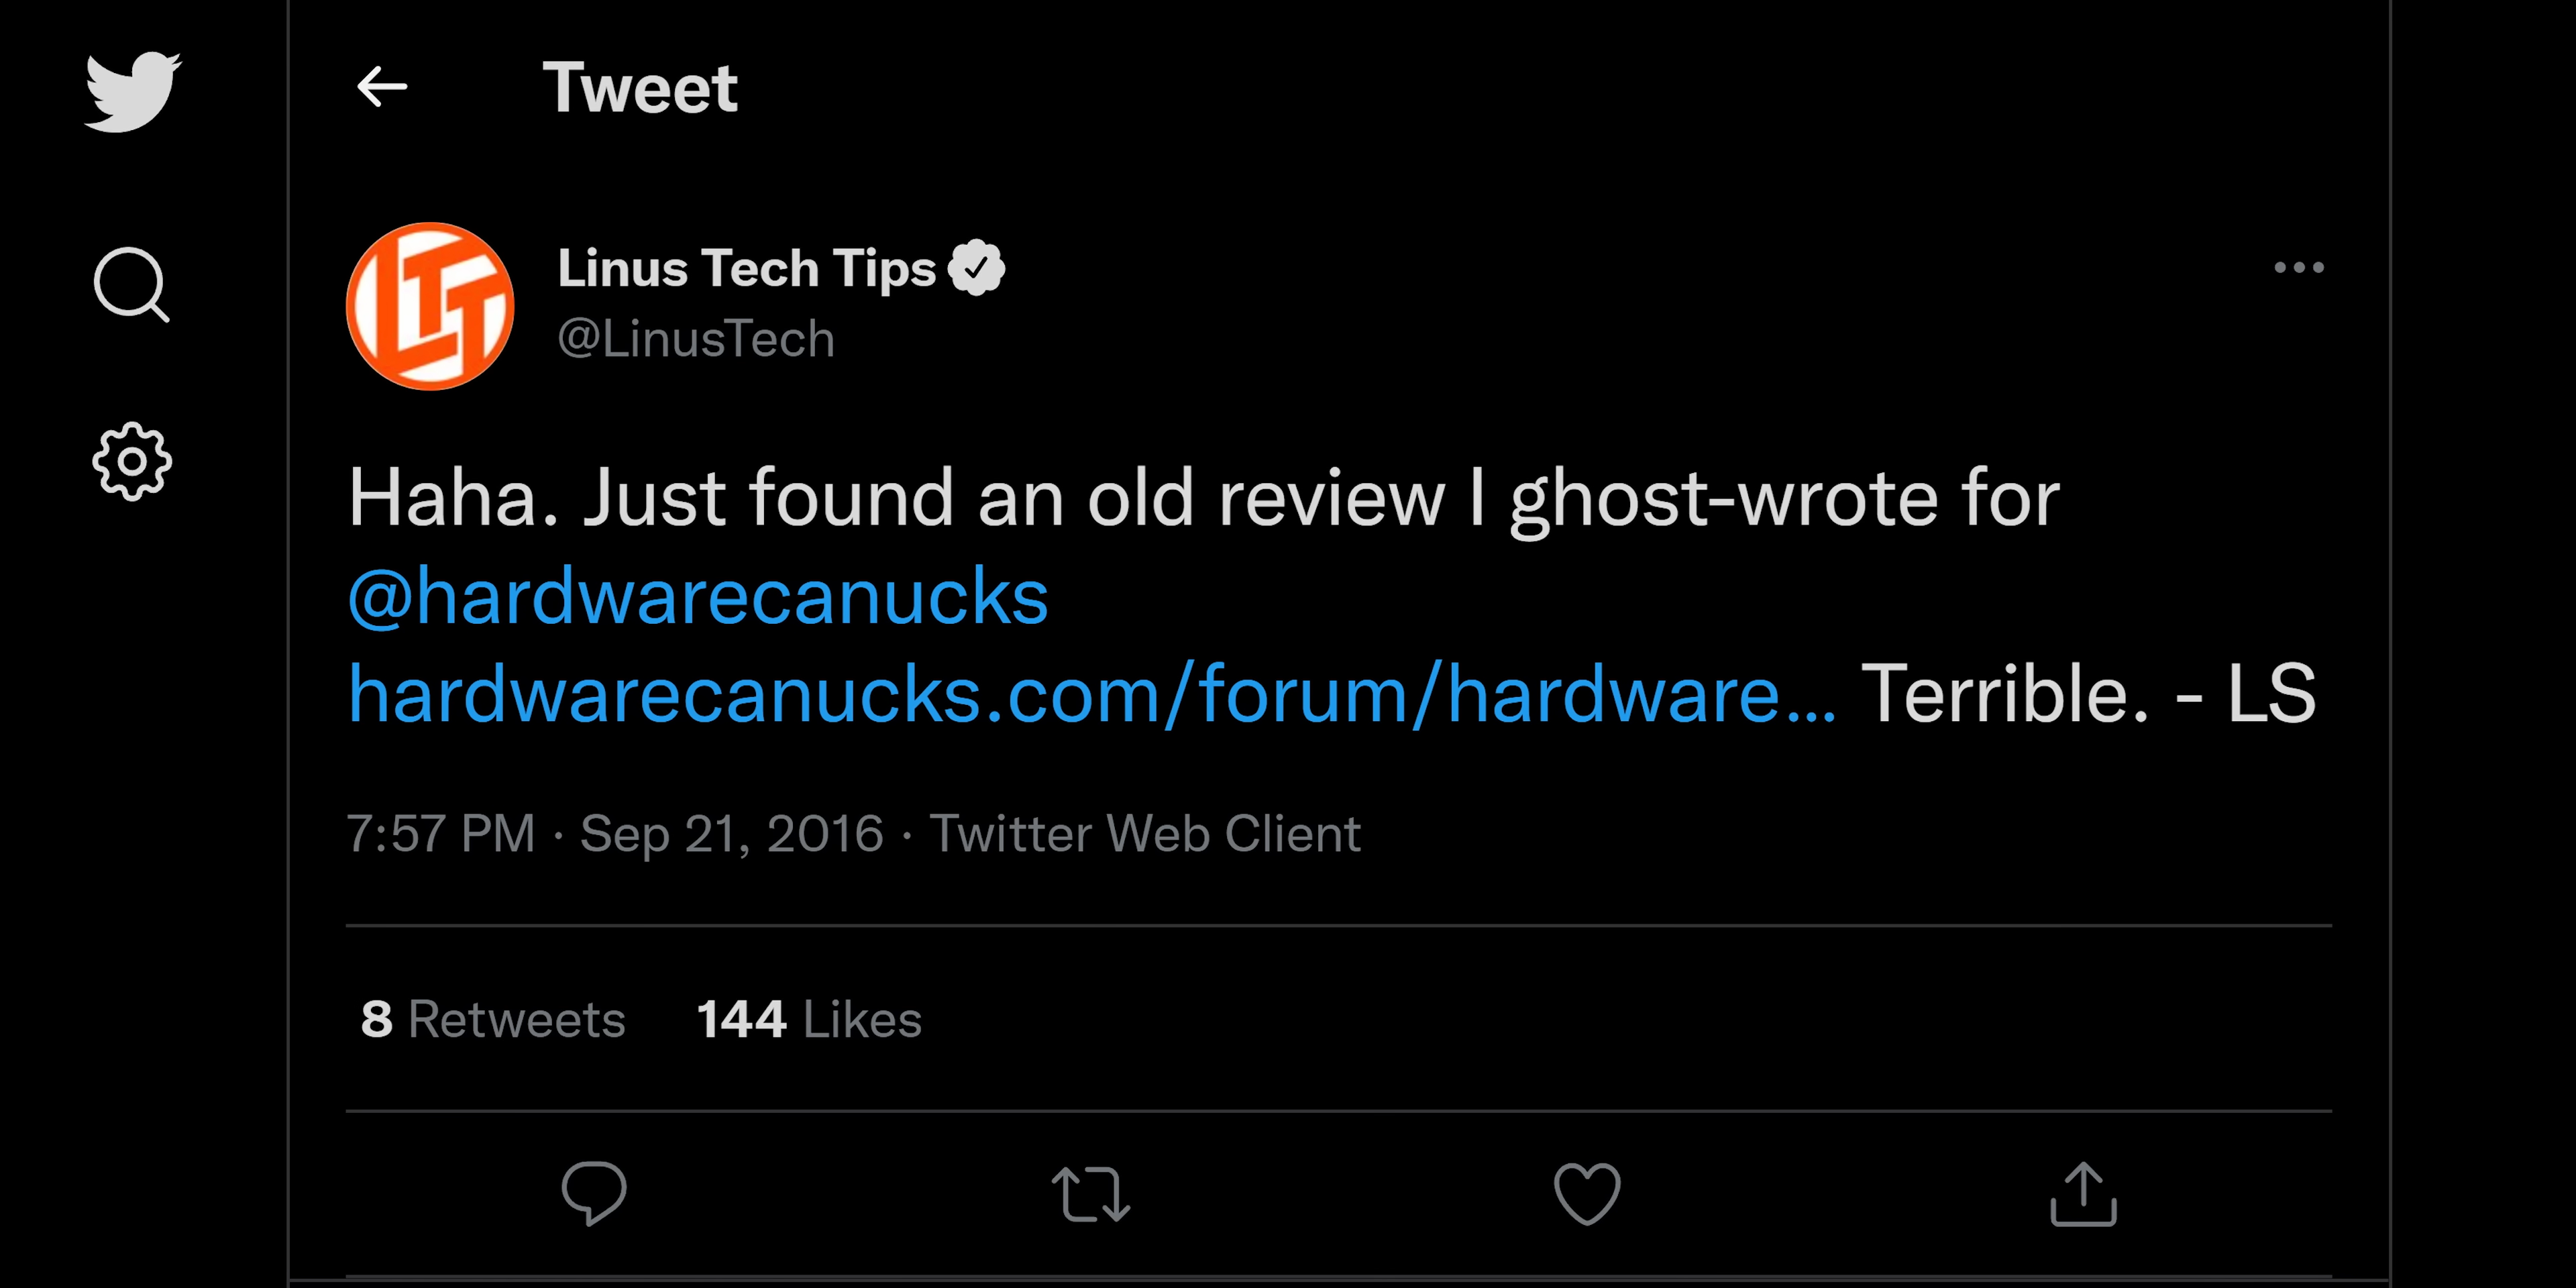 Tweet
LTT
Linus Tech Tips
@LinusTech
Haha. Just found an old review I ghost-wrote for
@hardwarecanucks
hardwarecanucks.com/forum/hardware... Terrible. - LS
7:57 PM · Sep 21, 2016 · Twitter Web Client
8 Retweets 144 Likes